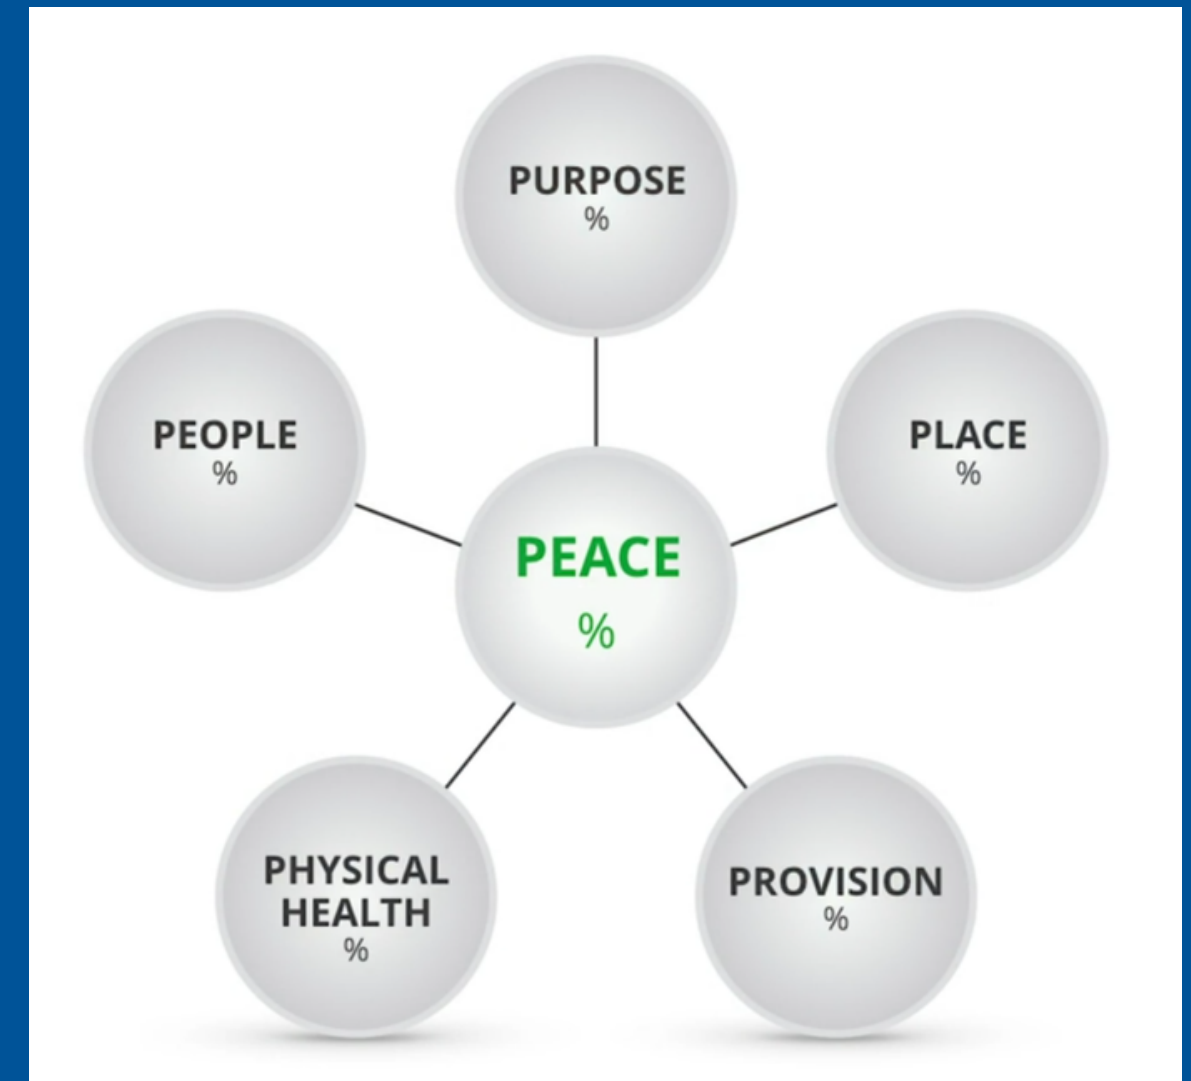 PURPOSE
%
PEOPLE
%
PLACE
%
PEACE
%
PHYSICAL
HEALTH
%
PROVISION
%